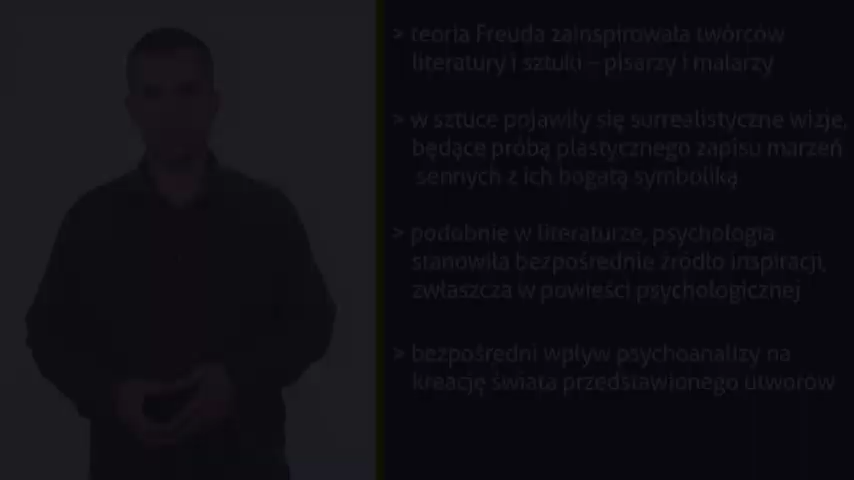 > teoria Freuda zainspirowała twórców
literatury i sztuki – pisarzy i malarzy
> w sztuce pojawiły się surrealistyczne wizje,
będące próbą plastycznego zapisu marzeń
sennych z ich bogatą symboliką
> podobnie w literaturze, psychologia
stanowiła bezpośrednie źródło inspiracji,
zwłaszcza w powieści psychologicznej
> bezpośredni wpływ psychoanalizy na
kreację świata przedstawionego utworów